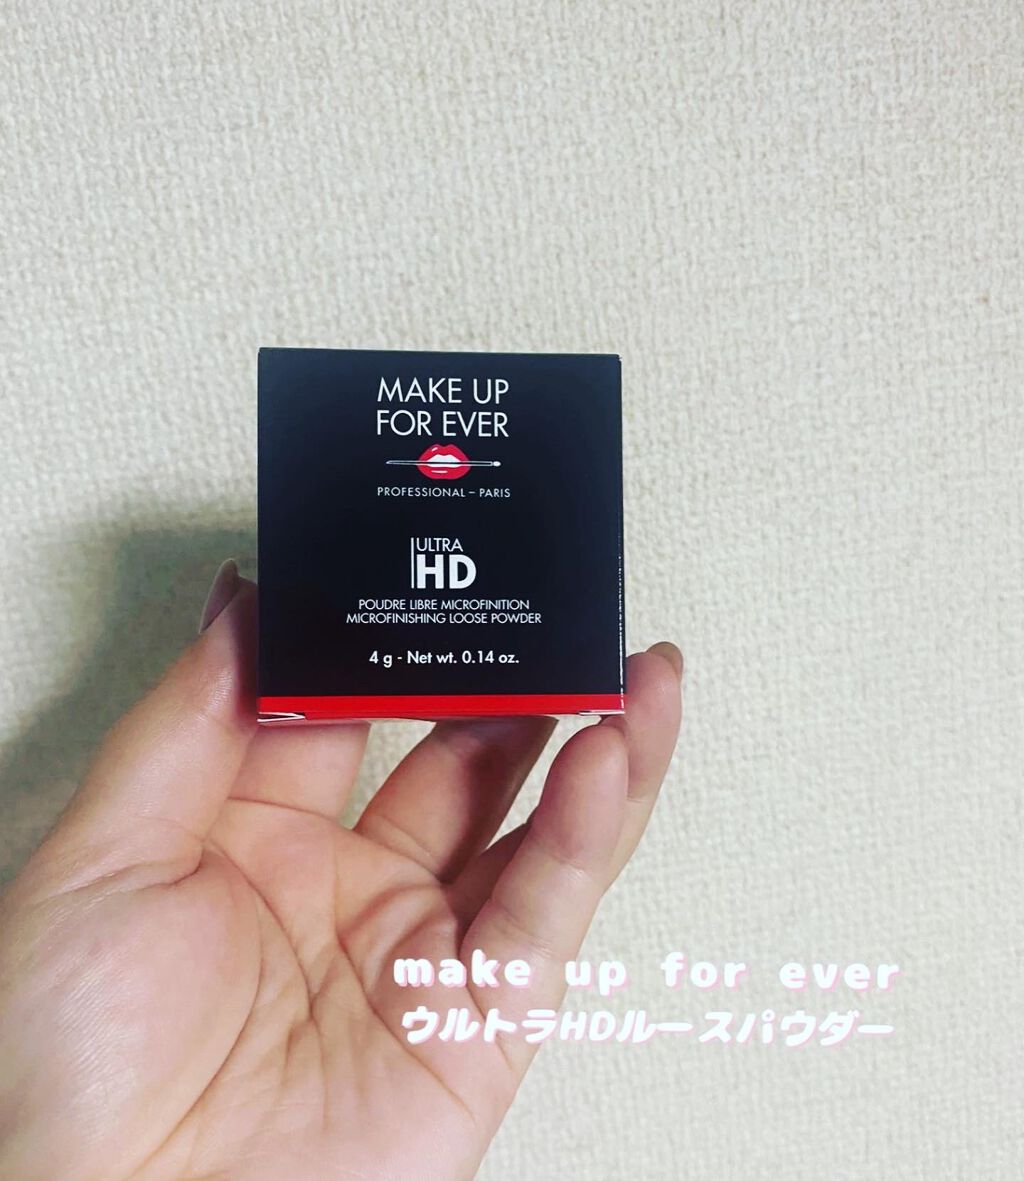 MAKE UP
FOR EVER
PROFESSIONAL – PARIS
ULTRA
HD
POUDRE LIBRE MICROFINITION
MICROFINISHING LOOSE POWDER
4 g - Net wt. 0.14 oz.
make up for ever
ウルトラHDルースパウダー